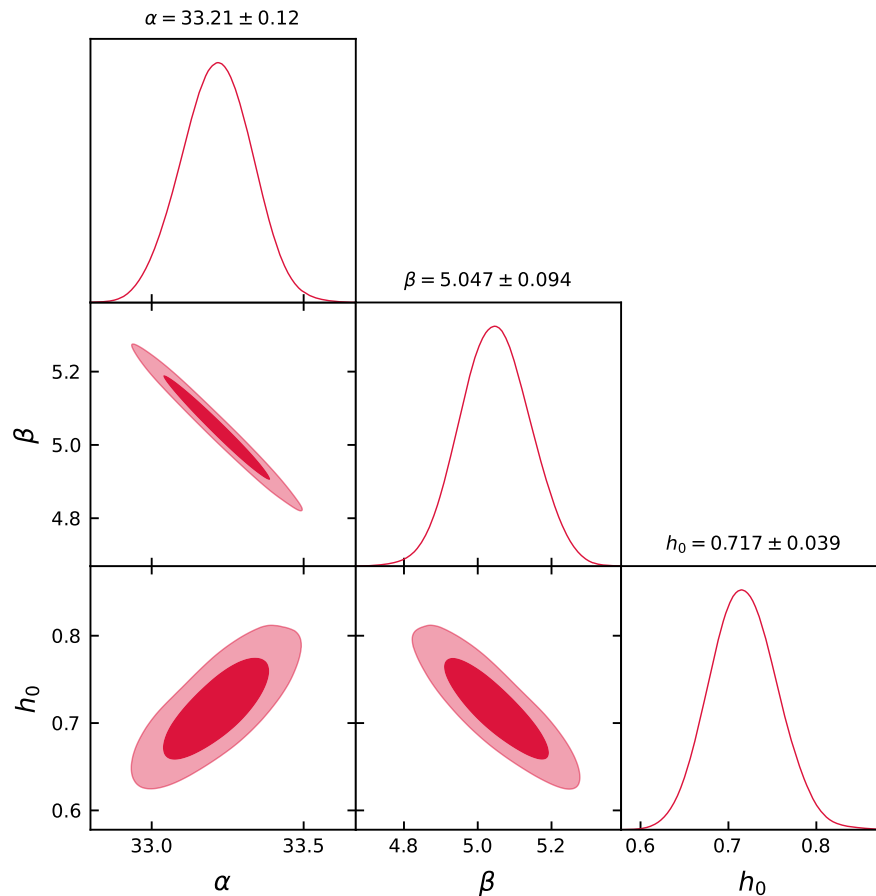 α = 33.21 ± 0.12
β = 5.047 ± 0.094
5.2
5.0
4.8
β
h₀ = 0.717 ± 0.039
0.8
0.7
0.6
h₀
33.0 33.5 4.8 5.0 5.2 0.6 0.7 0.8
α β h₀